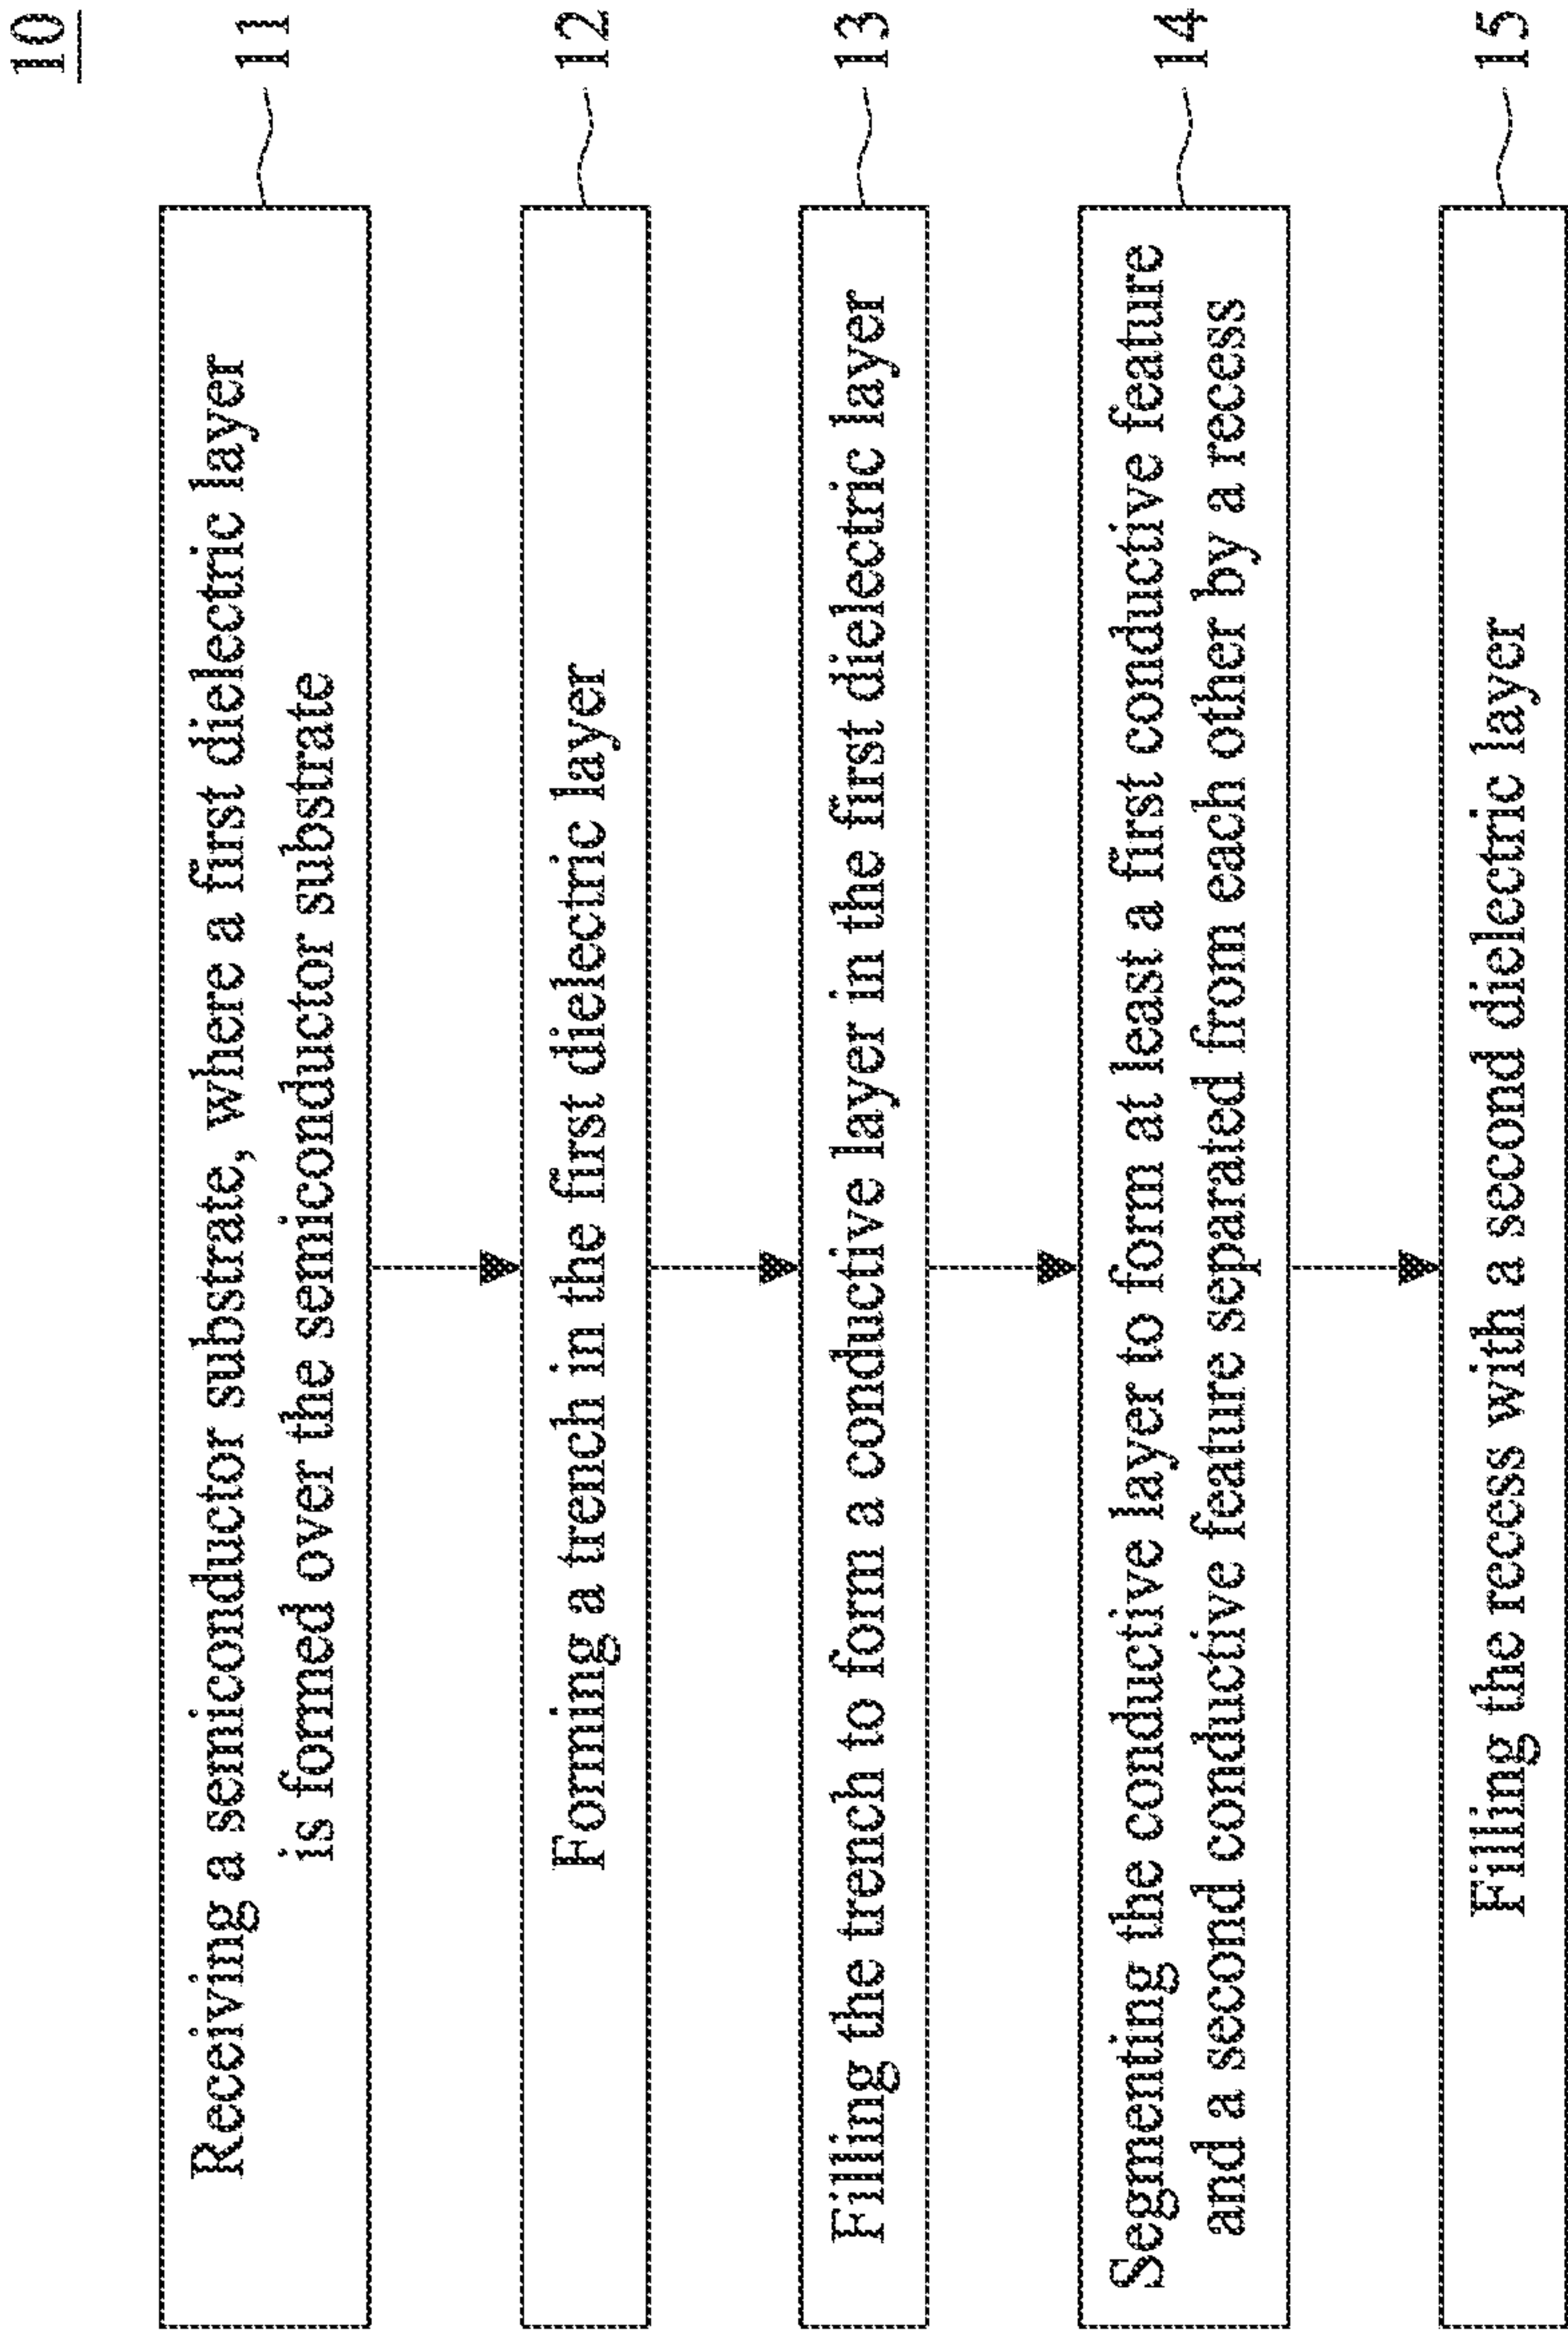 10
Receiving a semiconductor substrate, where a first dielectric layer
is formed over the semiconductor substrate
11
Forming a trench in the first dielectric layer
12
Filling the trench to form a conductive layer in the first dielectric layer
13
Segmenting the conductive layer to form at least a first conductive feature
and a second conductive feature separated from each other by a recess
14
Filling the recess with a second dielectric layer
15